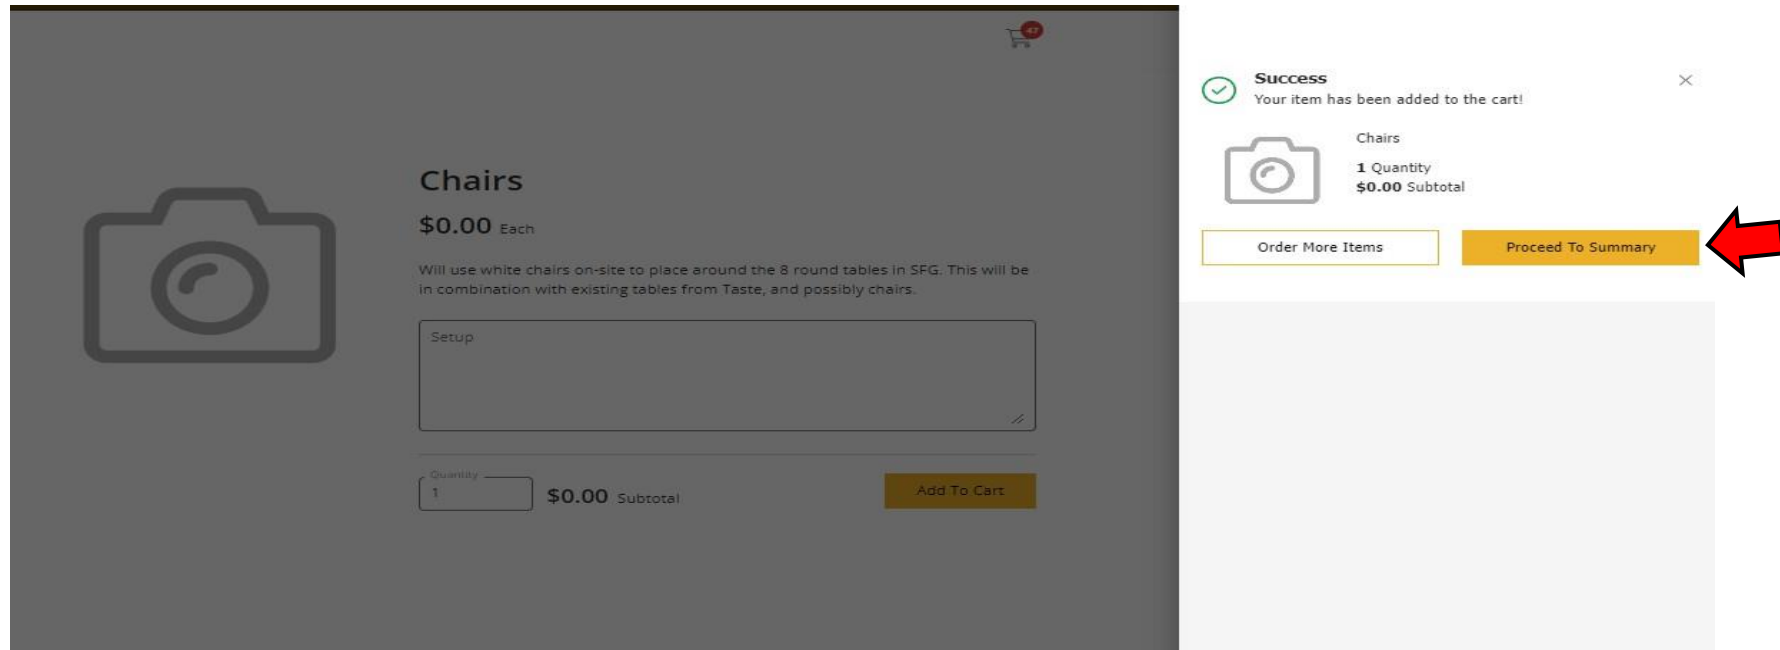 47
Chairs
$0.00 Each
Will use white chairs on-site to place around the 8 round tables in SFG. This will be
in combination with existing tables from Taste, and possibly chairs.
Setup
Quantity
1
$0.00 Subtotal
Add To Cart
Success
Your item has been added to the cart!
Chairs
1 Quantity
$0.00 Subtotal
Order More Items
Proceed To Summary